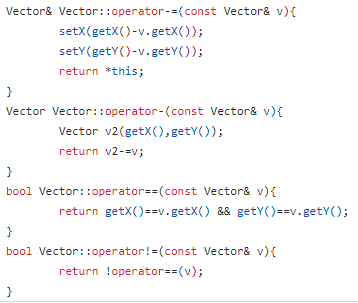 Vector& Vector::operator-=(const Vector& v){
        setX(getX()-v.getX());
        setY(getY()-v.getY());
        return *this;
}
Vector Vector::operator-(const Vector& v){
        Vector v2(getX(),getY());
        return v2-=v;
}
bool Vector::operator==(const Vector& v){
        return getX()==v.getX() && getY()==v.getY();
}
bool Vector::operator!=(const Vector& v){
        return !operator==(v);
}